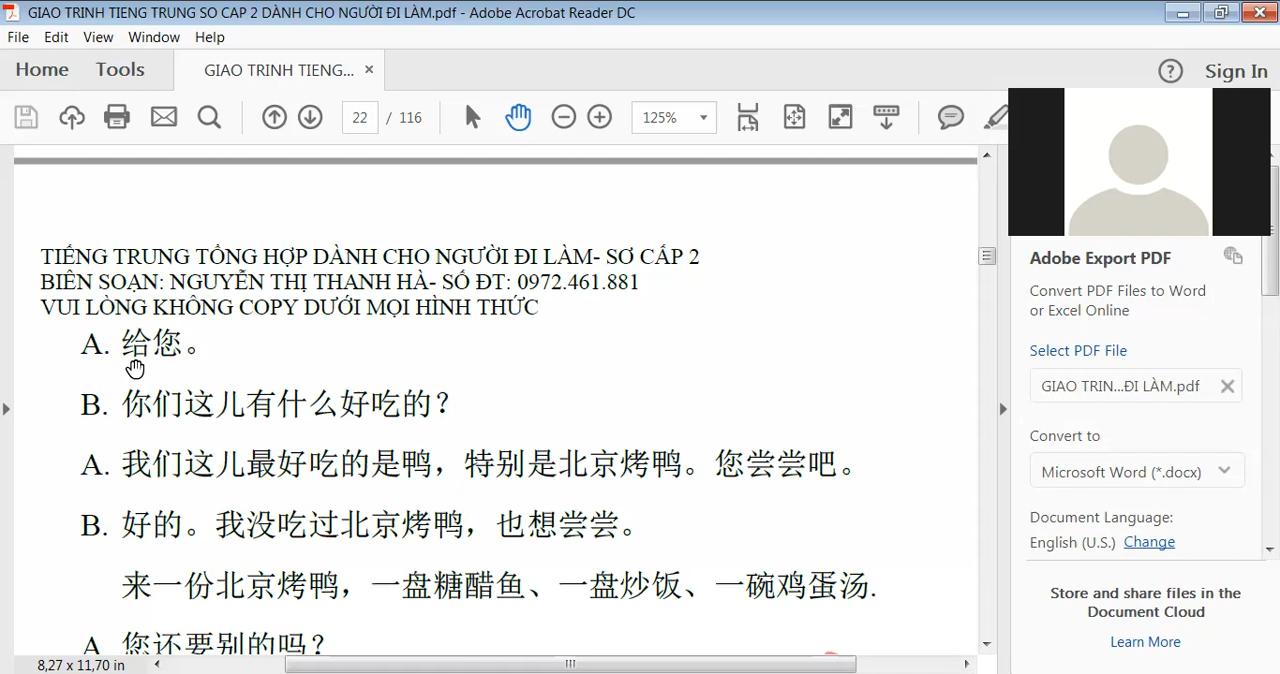 GIAO TRINH TIENG TRUNG SO CAP 2 DÀNH CHO NGƯỜI ĐI LÀM.pdf - Adobe Acrobat Reader DC
File Edit View Window Help
Home Tools GIAO TRINH TIENG... × ? Sign In
22 / 116 125%
TIẾNG TRUNG TỔNG HỢP DÀNH CHO NGƯỜI ĐI LÀM- SƠ CẤP 2
BIÊN SOẠN: NGUYỄN THỊ THANH HÀ- SỐ ĐT: 0972.461.881
VUI LÒNG KHÔNG COPY DƯỚI MỌI HÌNH THỨC
A. 给您。
B. 你们这儿有什么好吃的？
A. 我们这儿最好吃的是鸭，特别是北京烤鸭。您尝尝吧。
B. 好的。我没吃过北京烤鸭，也想尝尝。
来一份北京烤鸭，一盘糖醋鱼、一盘炒饭、一碗鸡蛋汤.
A 您还要别的吗？
8,27 x 11,70 in
Adobe Export PDF
Convert PDF Files to Word
or Excel Online
Select PDF File
GIAO TRIN...ĐI LÀM.pdf
Convert to
Microsoft Word (*.docx)
Document Language:
English (U.S.) Change
Store and share files in the
Document Cloud
Learn More